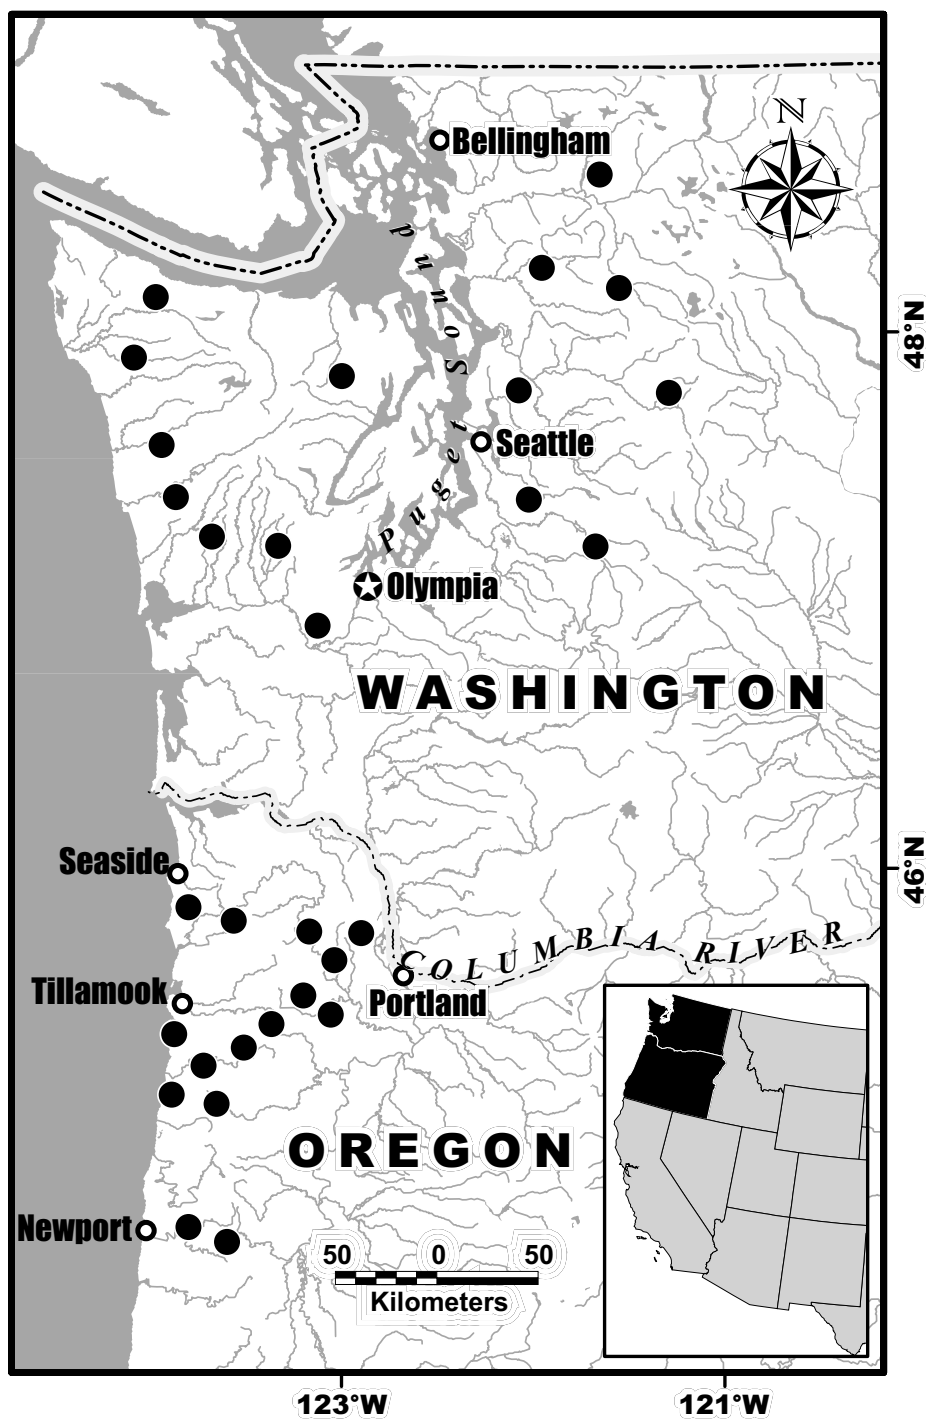 N
Bellingham
48°N
Puget Sound
Seattle
Olympia
WASHINGTON
Seaside
46°N
COLUMBIA RIVER
Tillamook
Portland
OREGON
Newport
50 0 50
Kilometers
123°W 121°W